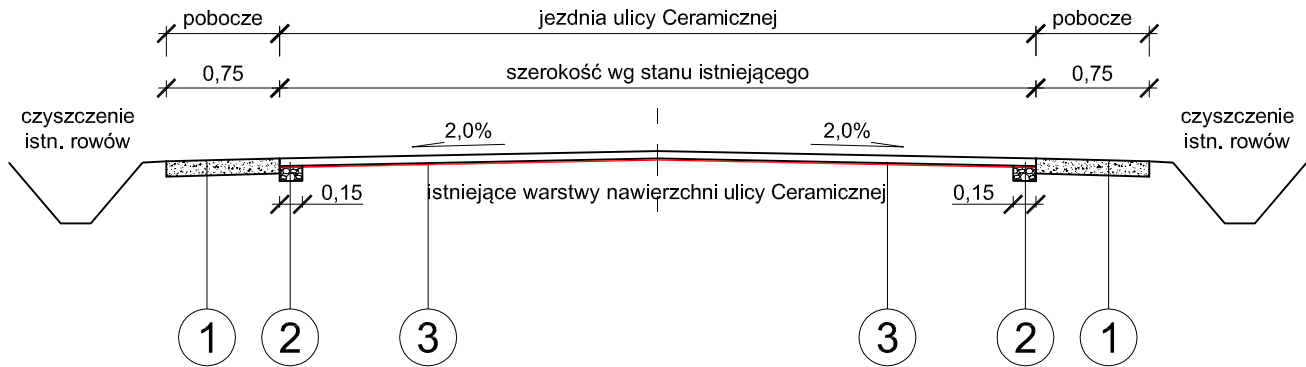 pobocze
jezdnia ulicy Ceramicznej
pobocze
0,75
szerokość wg stanu istniejącego
0,75
czyszczenie
istn. rowów
2,0%
2,0%
czyszczenie
istn. rowów
0,15
istniejące warstwy nawierzchni ulicy Ceramicznej
0,15
1
2
3
3
2
1